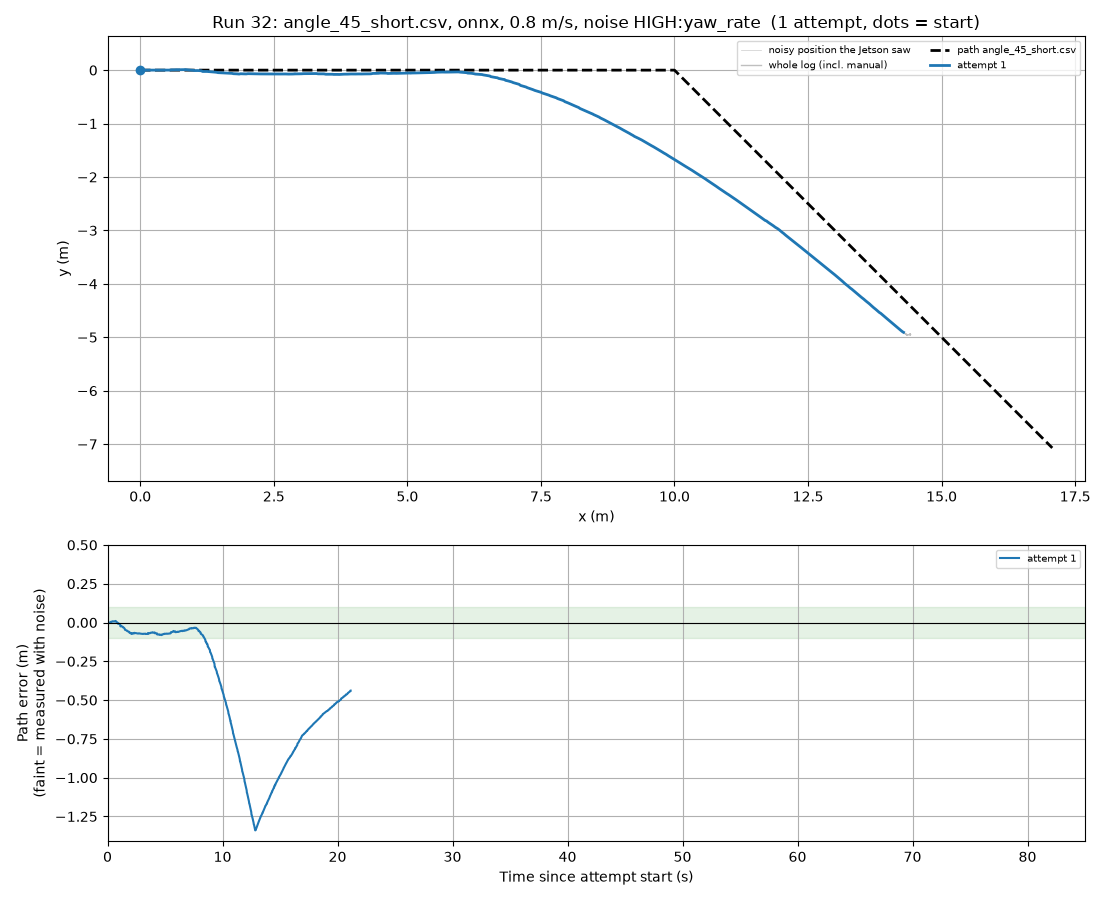 Run 32: angle_45_short.csv, onnx, 0.8 m/s, noise HIGH:yaw_rate  (1 attempt, dots = start)
noisy position the Jetson saw
whole log (incl. manual)
path angle_45_short.csv
attempt 1
0
−1
−2
−3
−4
−5
−6
−7
y (m)
0.0 2.5 5.0 7.5 10.0 12.5 15.0 17.5
x (m)
attempt 1
0.50
0.25
0.00
−0.25
−0.50
−0.75
−1.00
−1.25
Path error (m)
(faint = measured with noise)
0 10 20 30 40 50 60 70 80
Time since attempt start (s)